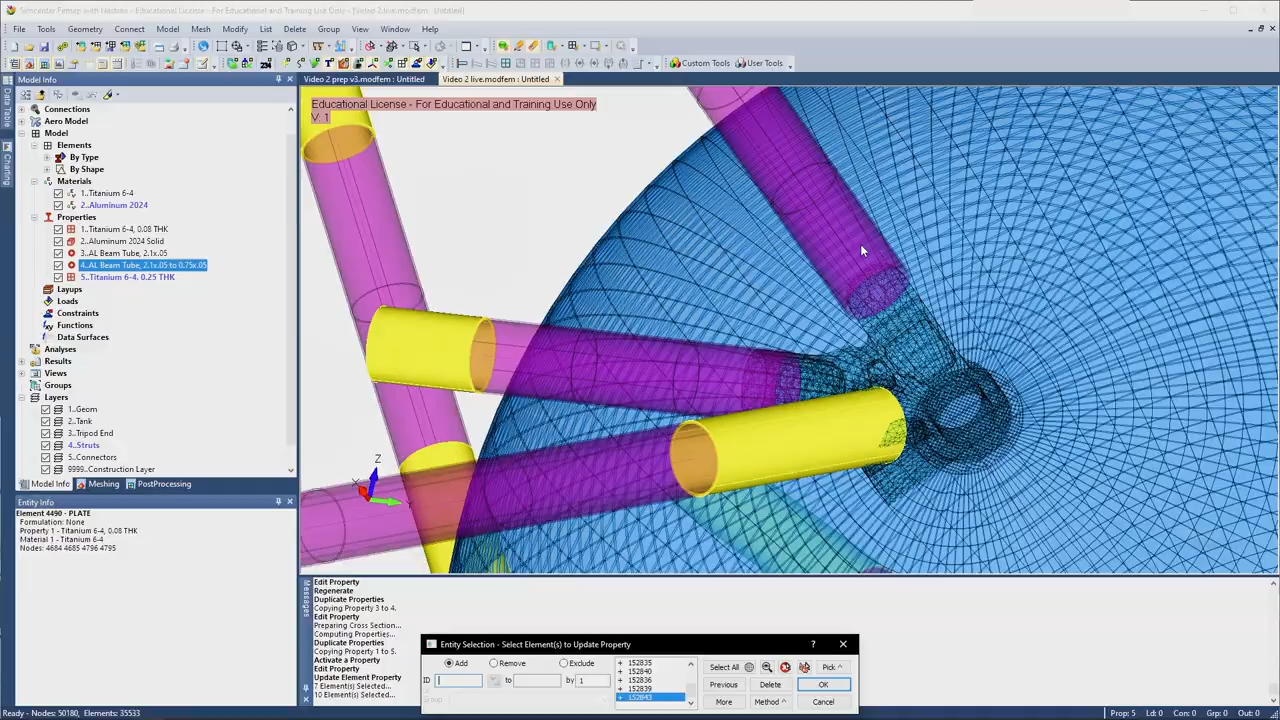 Simcenter Femap with Nastran - Educational License - For Educational and Training Use Only - [Video 2 live.modfem : Untitled]
File Tools Geometry Connect Model Mesh Modify List Delete Group View Window Help
Custom Tools User Tools
Model Info
Video 2 prep v3.modfem : Untitled
Video 2 live.modfem : Untitled
Data Table
Charting
Connections
Aero Model
Model
Elements
By Type
By Shape
Materials
1..Titanium 6-4
2..Aluminum 2024
Properties
1..Titanium 6-4, 0.08 THK
2..Aluminum 2024 Solid
3..AL Beam Tube, 2.1x.05
4..AL Beam Tube, 2.1x.05 to 0.75x.05
5..Titanium 6-4, 0.25 THK
Layups
Loads
Constraints
Functions
Data Surfaces
Analyses
Results
Views
Groups
Layers
1..Geom
2..Tank
3..Tripod End
4..Struts
5..Connectors
9999..Construction Layer
Model Info Meshing PostProcessing
Educational License - For Educational and Training Use Only
V: 1
Z
X
Y
Entity Info
Element 4490 - PLATE
Formulation: None
Property 1 - Titanium 6-4, 0.08 THK
Material 1 - Titanium 6-4
Nodes: 4684 4685 4796 4795
Messages
Edit Property
Regenerate
Duplicate Properties
Copying Property 3 to 4.
Edit Property
Preparing Cross Section...
Computing Properties...
Duplicate Properties
Copying Property 1 to 5.
Activate a Property
Edit Property
Update Element Property
7 Element(s) Selected...
10 Element(s) Selected...
Entity Selection - Select Element(s) to Update Property
Add Remove Exclude
ID to by 1
Group
+ 152835
+ 152840
+ 152836
+ 152839
+ 152843
Select All Pick ^
Previous Delete OK
More Method ^ Cancel
Ready - Nodes: 50180, Elements: 35533
Prop: 5 Ld: 0 Con: 0 Grp: 0 Out: 0